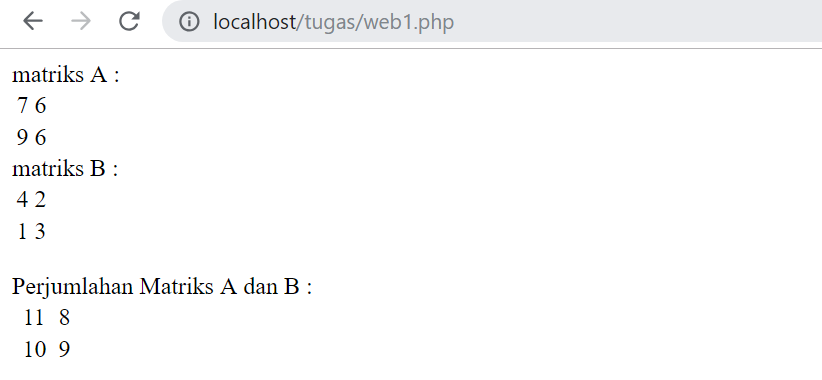 localhost/tugas/web1.php
matriks A :
7 6
9 6
matriks B :
4 2
1 3
Perjumlahan Matriks A dan B :
11 8
10 9